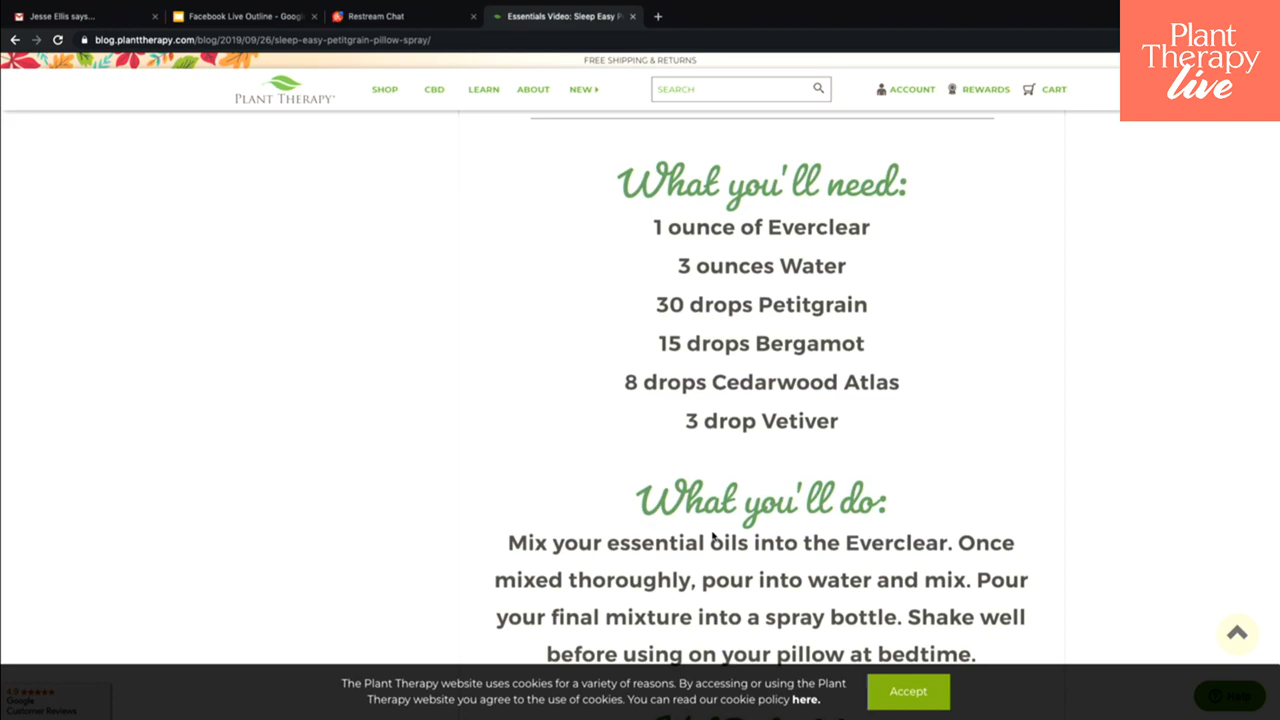 Jesse Ellis says...
Facebook Live Outline - Googl
Restream Chat
Essentials Video: Sleep Easy P
blog.planttherapy.com/blog/2019/09/26/sleep-easy-petitgrain-pillow-spray/
FREE SHIPPING & RETURNS
Plant
Therapy
live
PLANT THERAPY
SHOP
CBD
LEARN
ABOUT
NEW
SEARCH
ACCOUNT
REWARDS
CART
What you'll need:
1 ounce of Everclear
3 ounces Water
30 drops Petitgrain
15 drops Bergamot
8 drops Cedarwood Atlas
3 drop Vetiver
What you'll do:
Mix your essential oils into the Everclear. Once
mixed thoroughly, pour into water and mix. Pour
your final mixture into a spray bottle. Shake well
before using on your pillow at bedtime.
The Plant Therapy website uses cookies for a variety of reasons. By accessing or using the Plant
Therapy website you agree to the use of cookies. You can read our cookie policy here.
Accept
4.9
Google
Customer Reviews
Help